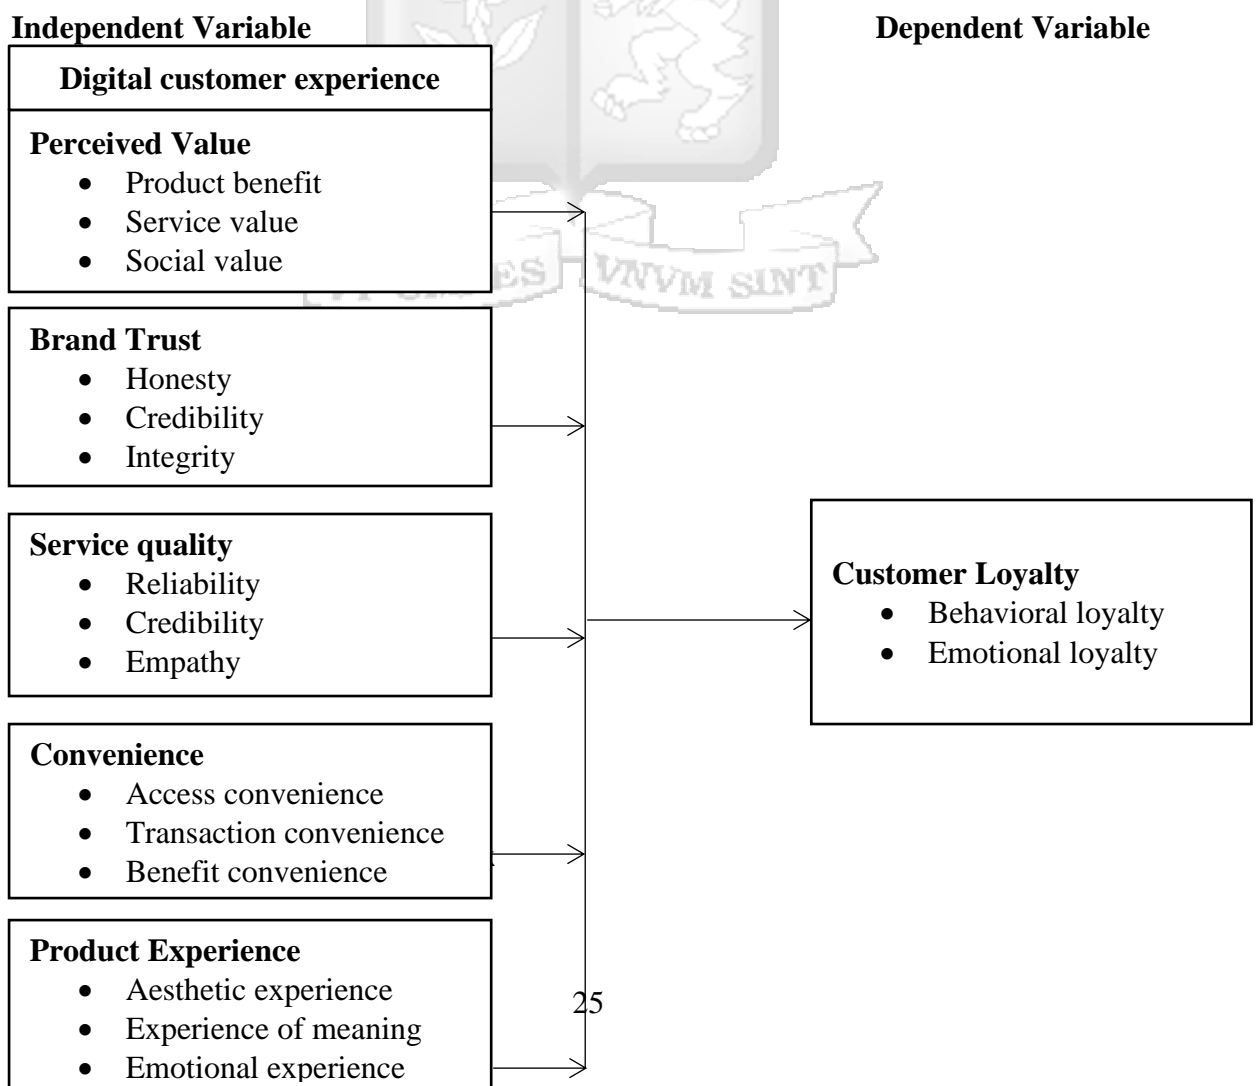 Independent Variable Dependent Variable
Digital customer experience
Perceived Value
• Product benefit
• Service value
• Social value
VNVM SINT
Brand Trust
• Honesty
• Credibility
• Integrity
Service quality
• Reliability
• Credibility
• Empathy
Customer Loyalty
• Behavioral loyalty
• Emotional loyalty
Convenience
• Access convenience
• Transaction convenience
• Benefit convenience
Product Experience
• Aesthetic experience
• Experience of meaning
• Emotional experience
25